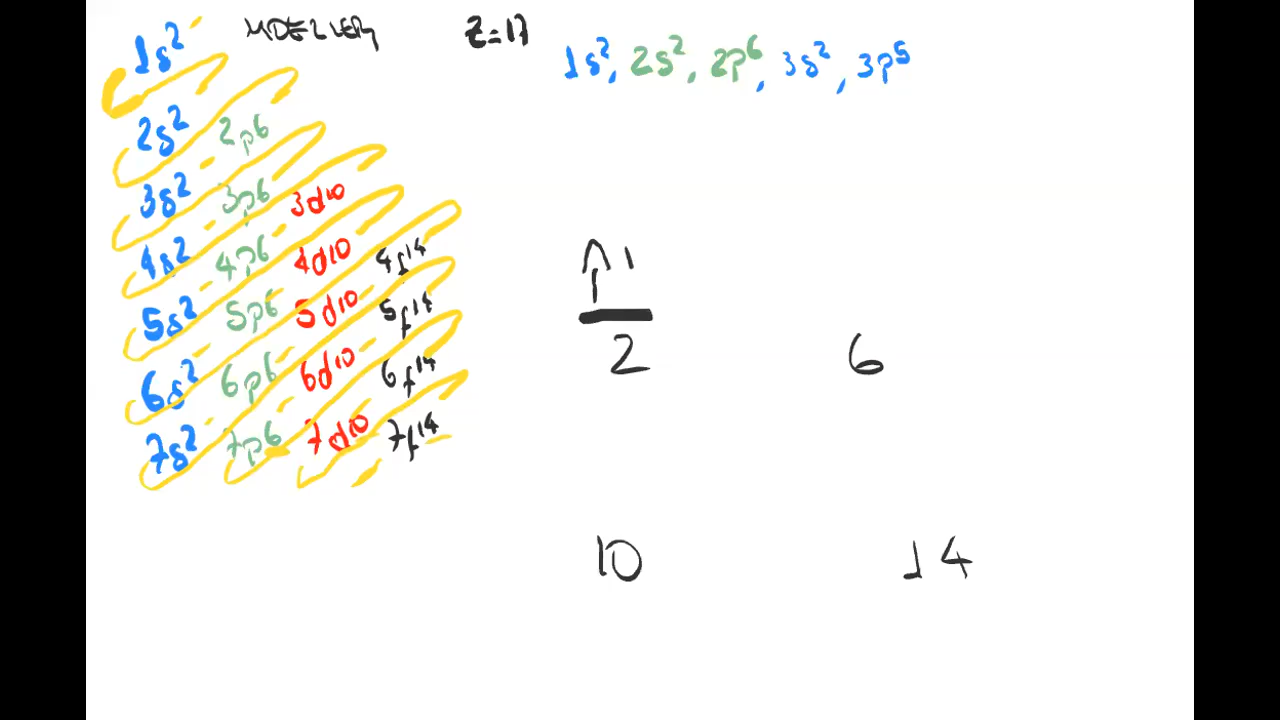 MOELLER
Z=17
1s², 2s², 2p⁶, 3s², 3p⁵
1s²
2s² 2p⁶
3s² 3p⁶ 3d¹⁰
4s² 4p⁶ 4d¹⁰ 4f¹⁴
5s² 5p⁶ 5d¹⁰ 5f¹⁴
6s² 6p⁶ 6d¹⁰ 6f¹⁴
7s² 7p⁶ 7d¹⁰ 7f¹⁴
2 6
10 14